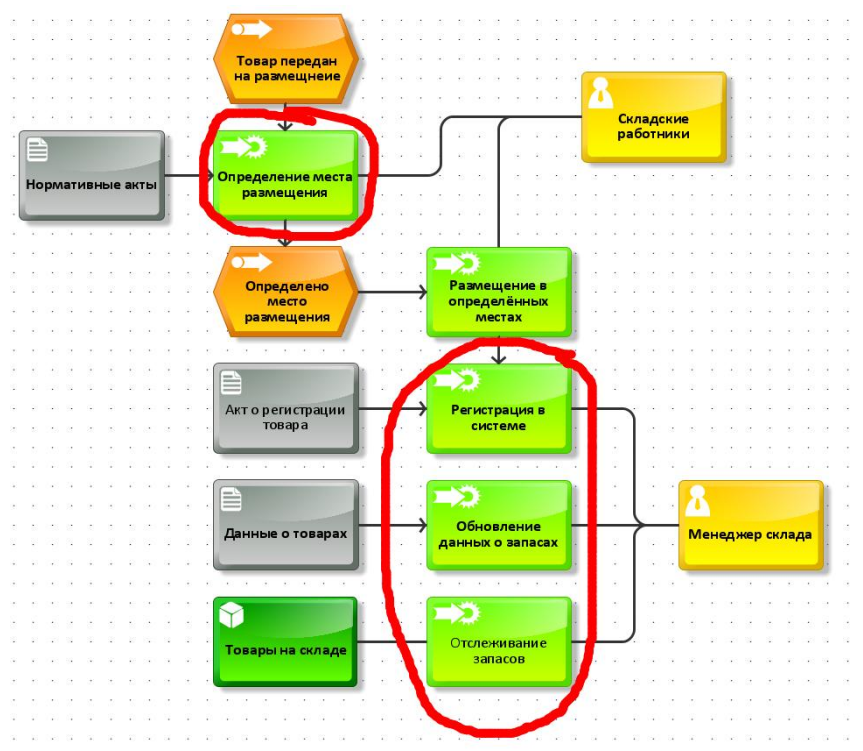 Товар передан
на размещнеие
Складские
работники
Нормативные акты
Определение места
размещения
Определено
место
размещения
Размещение в
определённых
местах
Акт о регистрации
товара
Регистрация в
системе
Данные о товарах
Обновление
данных о запасах
Менеджер склада
Товары на складе
Отслеживание
запасов